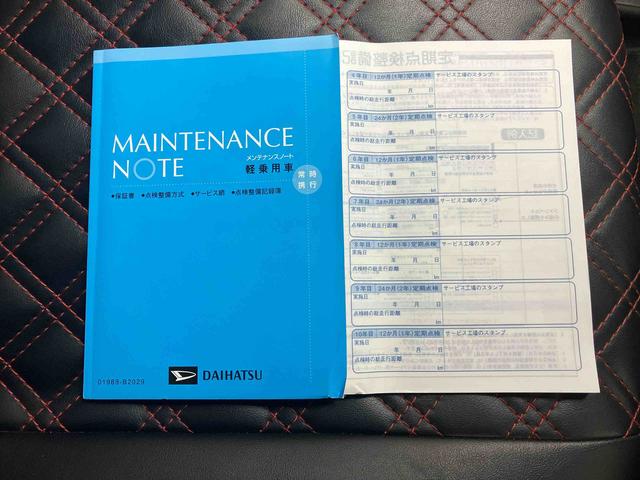 MAINTENANCE
NOTE
メンテナンスノート
軽乗用車
常時
携行
●保証書 ●点検整備方式 ●サービス網 ●点検整備記録簿
DAIHATSU
01989-B2029
4年目 12か月(1年)定期点検 サービス工場のスタンプ
実施日
年 月 日
点検時の総走行距離
km
5年目 24か月(2年)定期点検 サービス工場のスタンプ
実施日
年 月 日
点検時の総走行距離
km
6年目 12か月(1年)定期点検 サービス工場のスタンプ
実施日
年 月 日
点検時の総走行距離
km
7年目 24か月(2年)定期点検 サービス工場のスタンプ
実施日
年 月 日
点検時の総走行距離
km
8年目 12か月(1年)定期点検 サービス工場のスタンプ
実施日
年 月 日
点検時の総走行距離
km
9年目 24か月(2年)定期点検 サービス工場のスタンプ
実施日
年 月 日
点検時の総走行距離
km
10年目 12か月(1年)定期点検 サービス工場のスタンプ
実施日
年 月 日
点検時の総走行距離
km